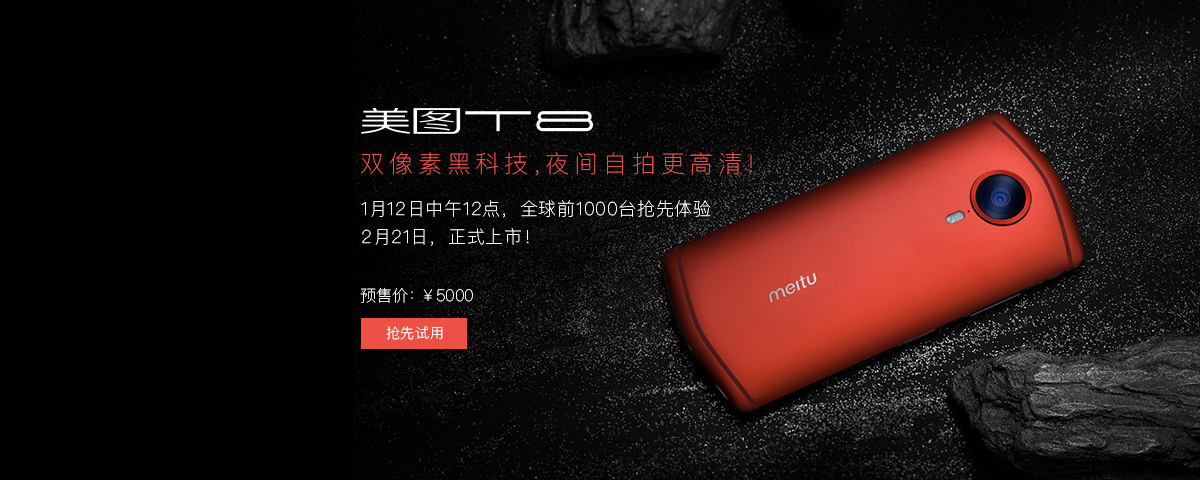 美图T8
双像素黑科技,夜间自拍更高清!
1月12日中午12点，全球前1000台抢先体验
2月21日，正式上市!
预售价: ¥5000
抢先试用
meitu